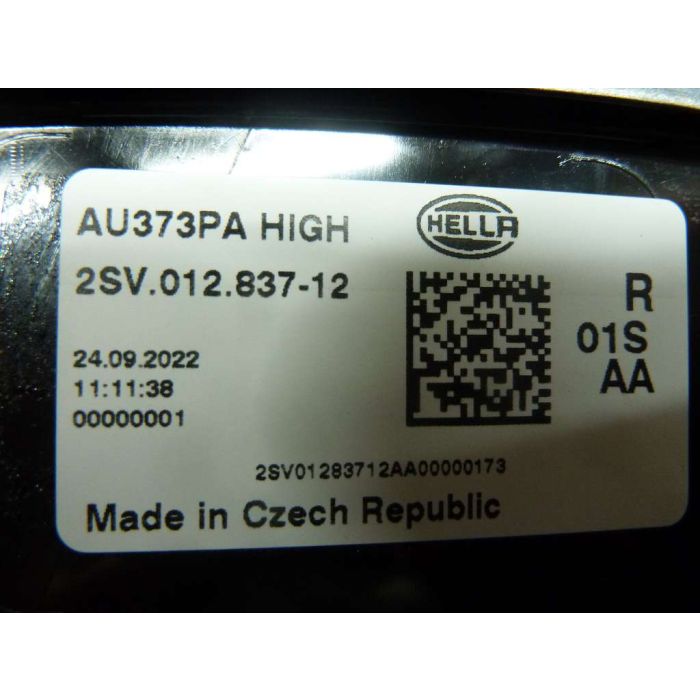 AU373PA HIGH
HELLA
2SV.012.837-12
R
01S
AA
24.09.2022
11:11:38
00000001
2SV01283712AA00000173
Made in Czech Republic